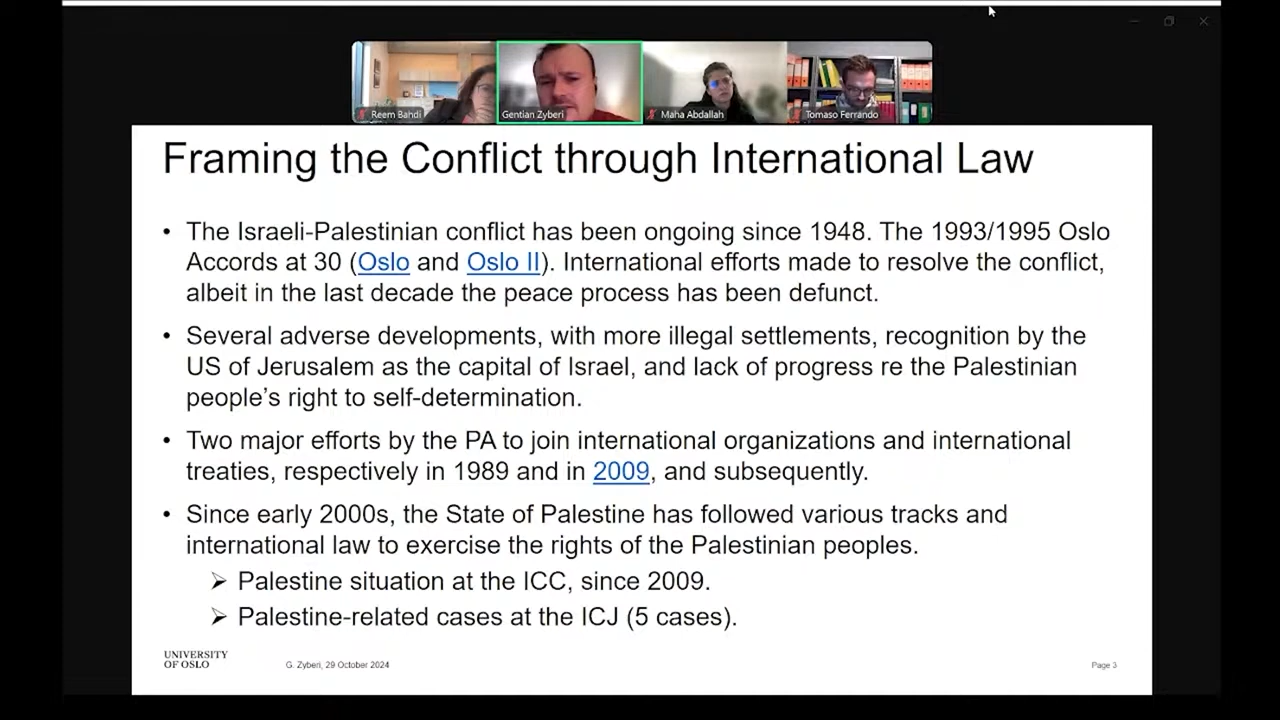 Reem Bahdi
Gentian Zyberi
Maha Abdallah
Tomaso Ferrando
Framing the Conflict through International Law
• The Israeli-Palestinian conflict has been ongoing since 1948. The 1993/1995 Oslo
Accords at 30 (Oslo and Oslo II). International efforts made to resolve the conflict,
albeit in the last decade the peace process has been defunct.
• Several adverse developments, with more illegal settlements, recognition by the
US of Jerusalem as the capital of Israel, and lack of progress re the Palestinian
people’s right to self-determination.
• Two major efforts by the PA to join international organizations and international
treaties, respectively in 1989 and in 2009, and subsequently.
• Since early 2000s, the State of Palestine has followed various tracks and
international law to exercise the rights of the Palestinian peoples.
➢ Palestine situation at the ICC, since 2009.
➢ Palestine-related cases at the ICJ (5 cases).
UNIVERSITY
OF OSLO
G. Zyberi, 29 October 2024
Page 3